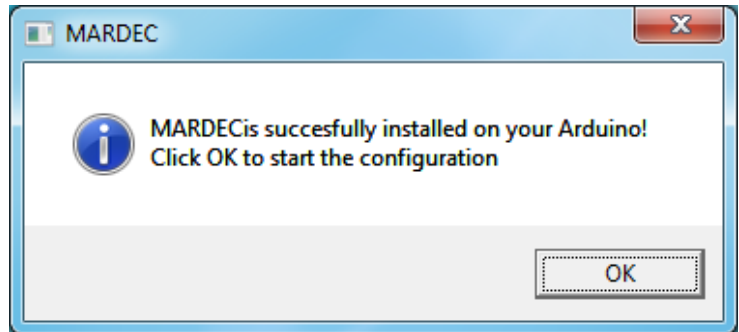 MARDEC
MARDECis succesfully installed on your Arduino!
Click OK to start the configuration
OK